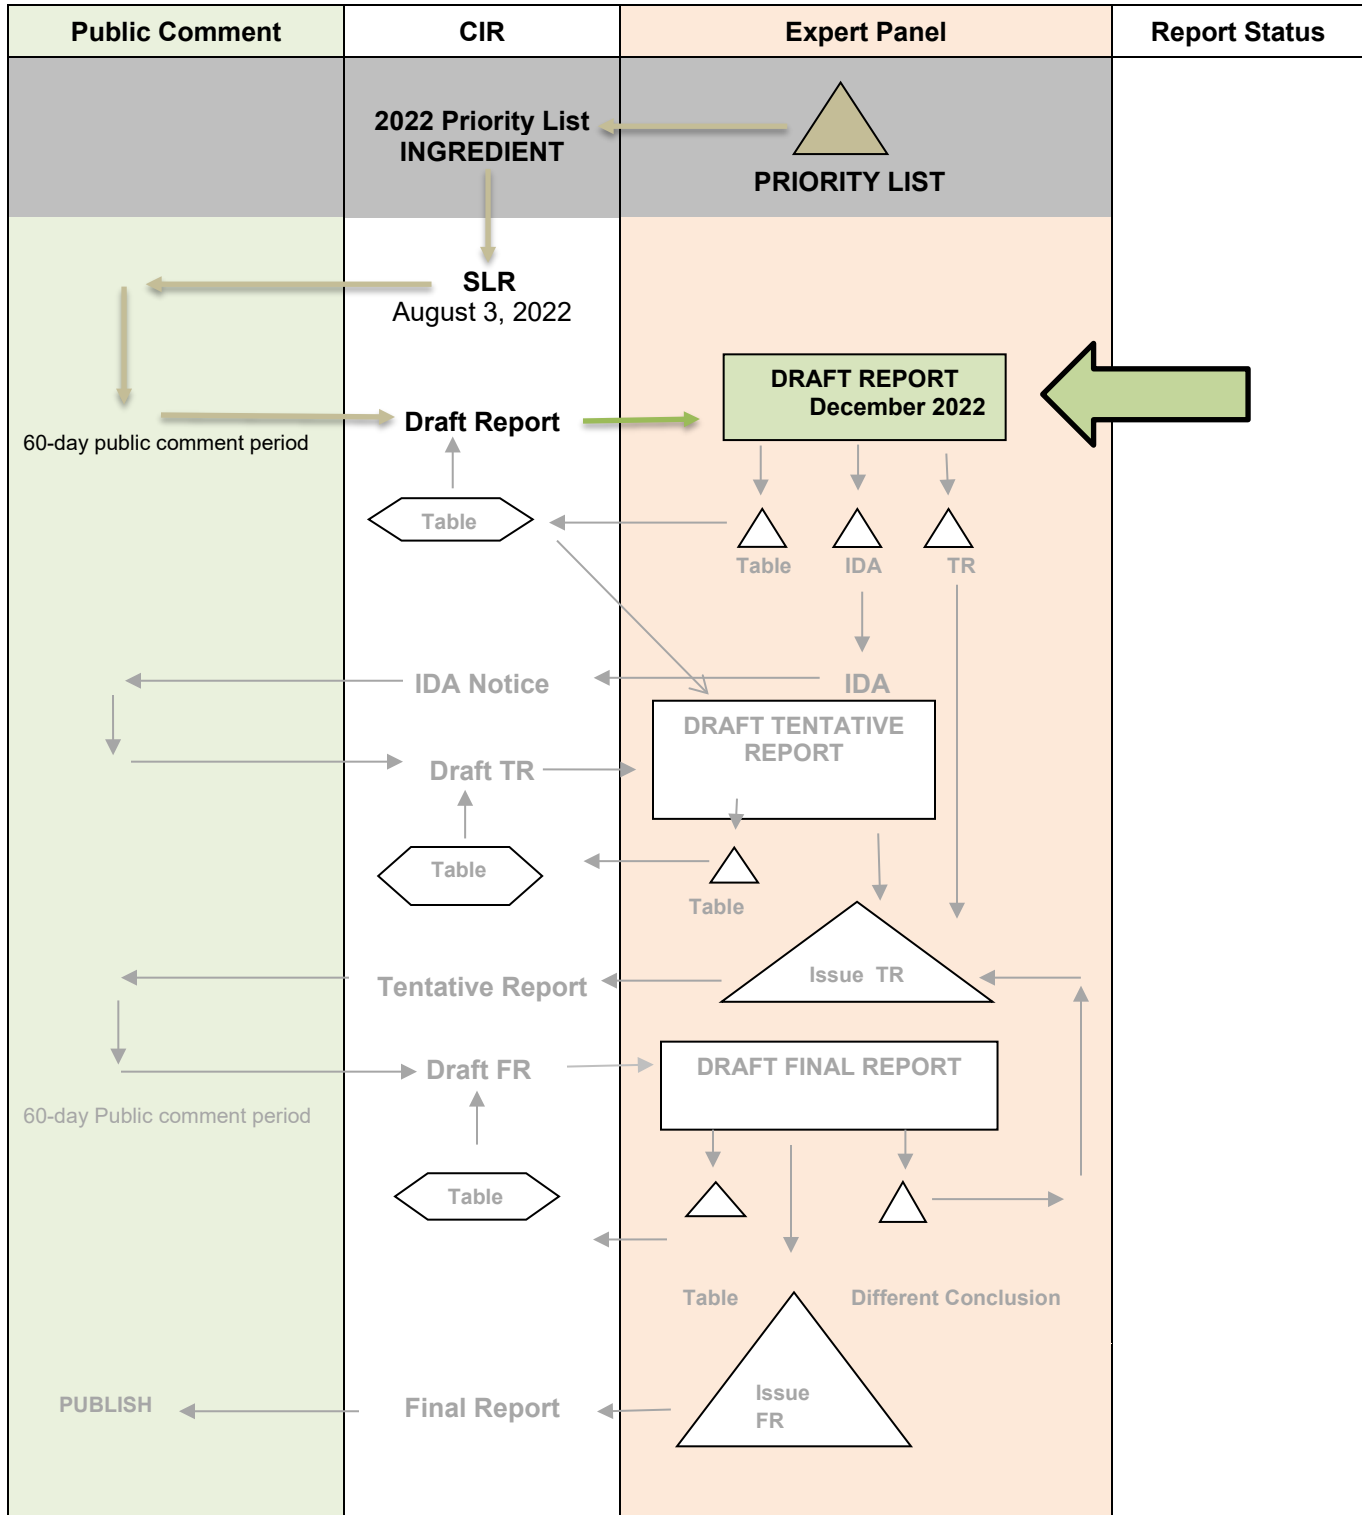 Public Comment
CIR
Expert Panel
Report Status
2022 Priority List
INGREDIENT
PRIORITY LIST
SLR
August 3, 2022
60-day public comment period
Draft Report
DRAFT REPORT
December 2022
Table
Table
IDA
TR
IDA Notice
IDA
DRAFT TENTATIVE
REPORT
Draft TR
Table
Table
Tentative Report
Issue TR
Draft FR
DRAFT FINAL REPORT
60-day Public comment period
Table
Table
Different Conclusion
PUBLISH
Final Report
Issue
FR